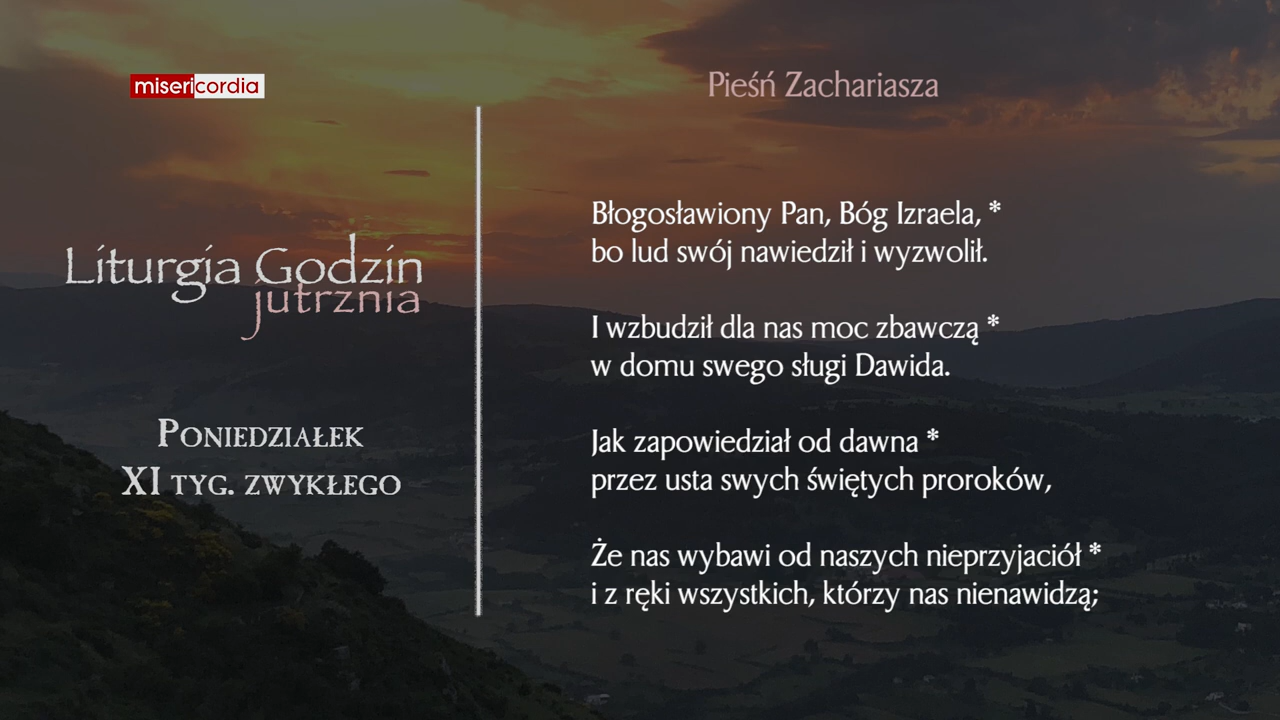 misericordia
Liturgia Godzin
jutrznia
Poniedziałek
XI tyg. zwykłego
Pieśń Zachariasza
Błogosławiony Pan, Bóg Izraela, *
bo lud swój nawiedził i wyzwolił.
I wzbudził dla nas moc zbawczą *
w domu swego sługi Dawida.
Jak zapowiedział od dawna *
przez usta swych świętych proroków,
Że nas wybawi od naszych nieprzyjaciół *
i z ręki wszystkich, którzy nas nienawidzą;